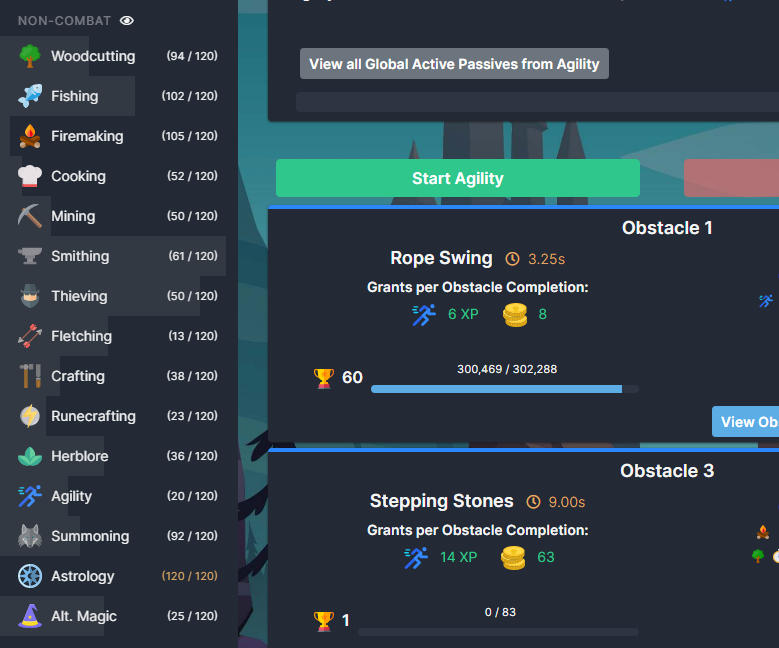 NON-COMBAT
Woodcutting (94 / 120)
Fishing (102 / 120)
Firemaking (105 / 120)
Cooking (52 / 120)
Mining (50 / 120)
Smithing (61 / 120)
Thieving (50 / 120)
Fletching (13 / 120)
Crafting (38 / 120)
Runecrafting (23 / 120)
Herblore (36 / 120)
Agility (20 / 120)
Summoning (92 / 120)
Astrology (120 / 120)
Alt. Magic (25 / 120)
View all Global Active Passives from Agility
Start Agility
Obstacle 1
Rope Swing 3.25s
Grants per Obstacle Completion:
6 XP 8
300,469 / 302,288
60
View Ob
Obstacle 3
Stepping Stones 9.00s
Grants per Obstacle Completion:
14 XP 63
0 / 83
1